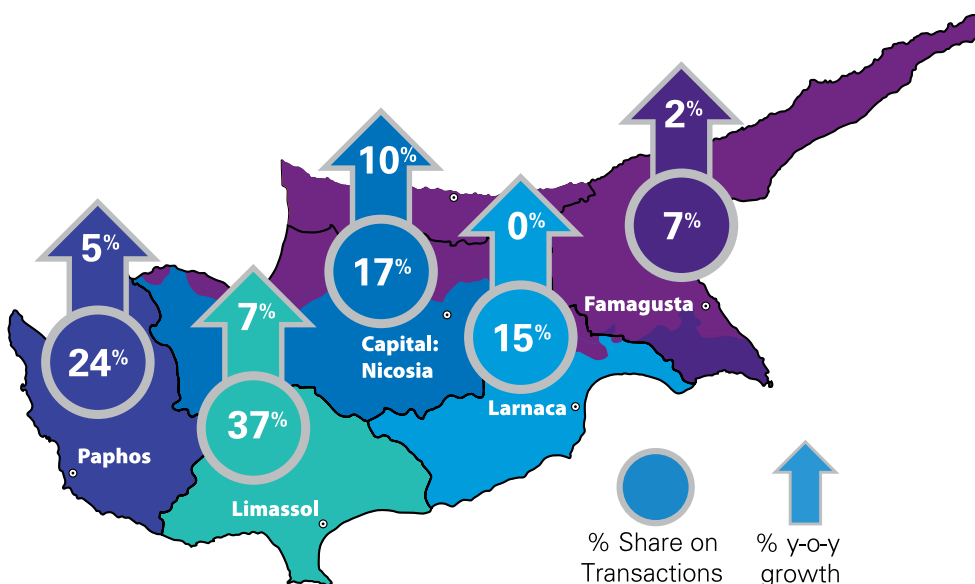 2%
10%
7%
5%
0%
17%
Famagusta
7%
15%
Capital:
Nicosia
24%
Larnaca
37%
Paphos
Limassol
% Share on
Transactions
% y-o-y
growth